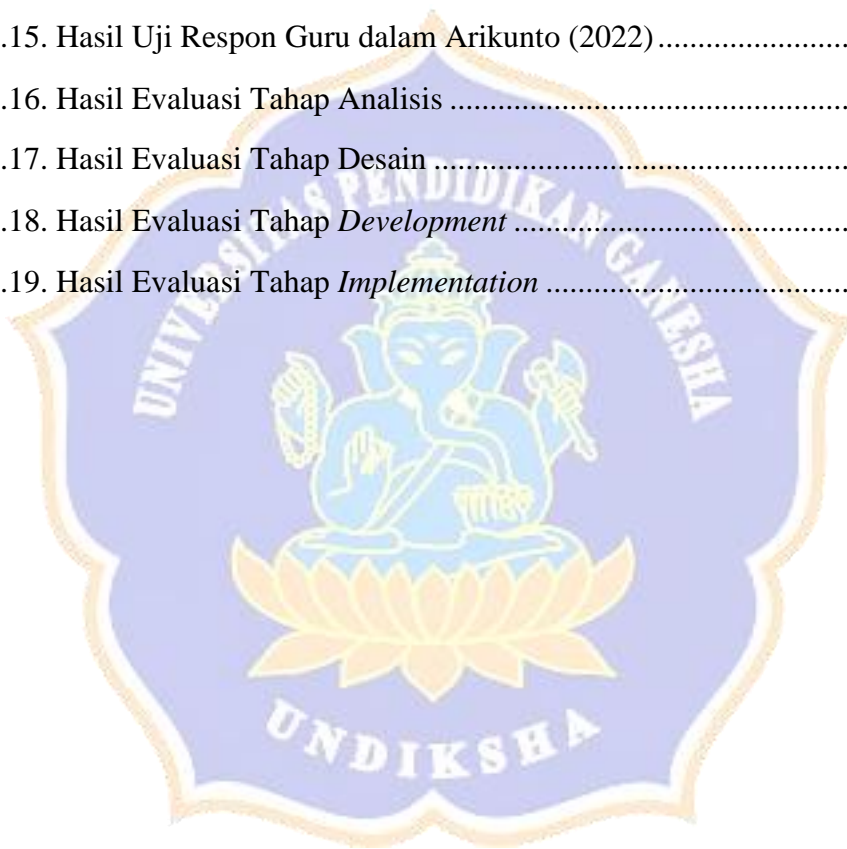 .15. Hasil Uji Respon Guru dalam Arikunto (2022)........................
.16. Hasil Evaluasi Tahap Analisis ..................................................
.17. Hasil Evaluasi Tahap Desain ....................................................
.18. Hasil Evaluasi Tahap Development ..........................................
.19. Hasil Evaluasi Tahap Implementation ......................................
UNIVERSITAS PENDIDIKAN GANESHA
UNDIKSHA